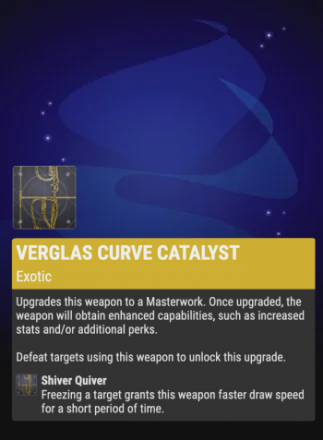 VERGLAS CURVE CATALYST
Exotic
Upgrades this weapon to a Masterwork. Once upgraded, the
weapon will obtain enhanced capabilities, such as increased
stats and/or additional perks.
Defeat targets using this weapon to unlock this upgrade.
Shiver Quiver
Freezing a target grants this weapon faster draw speed
for a short period of time.